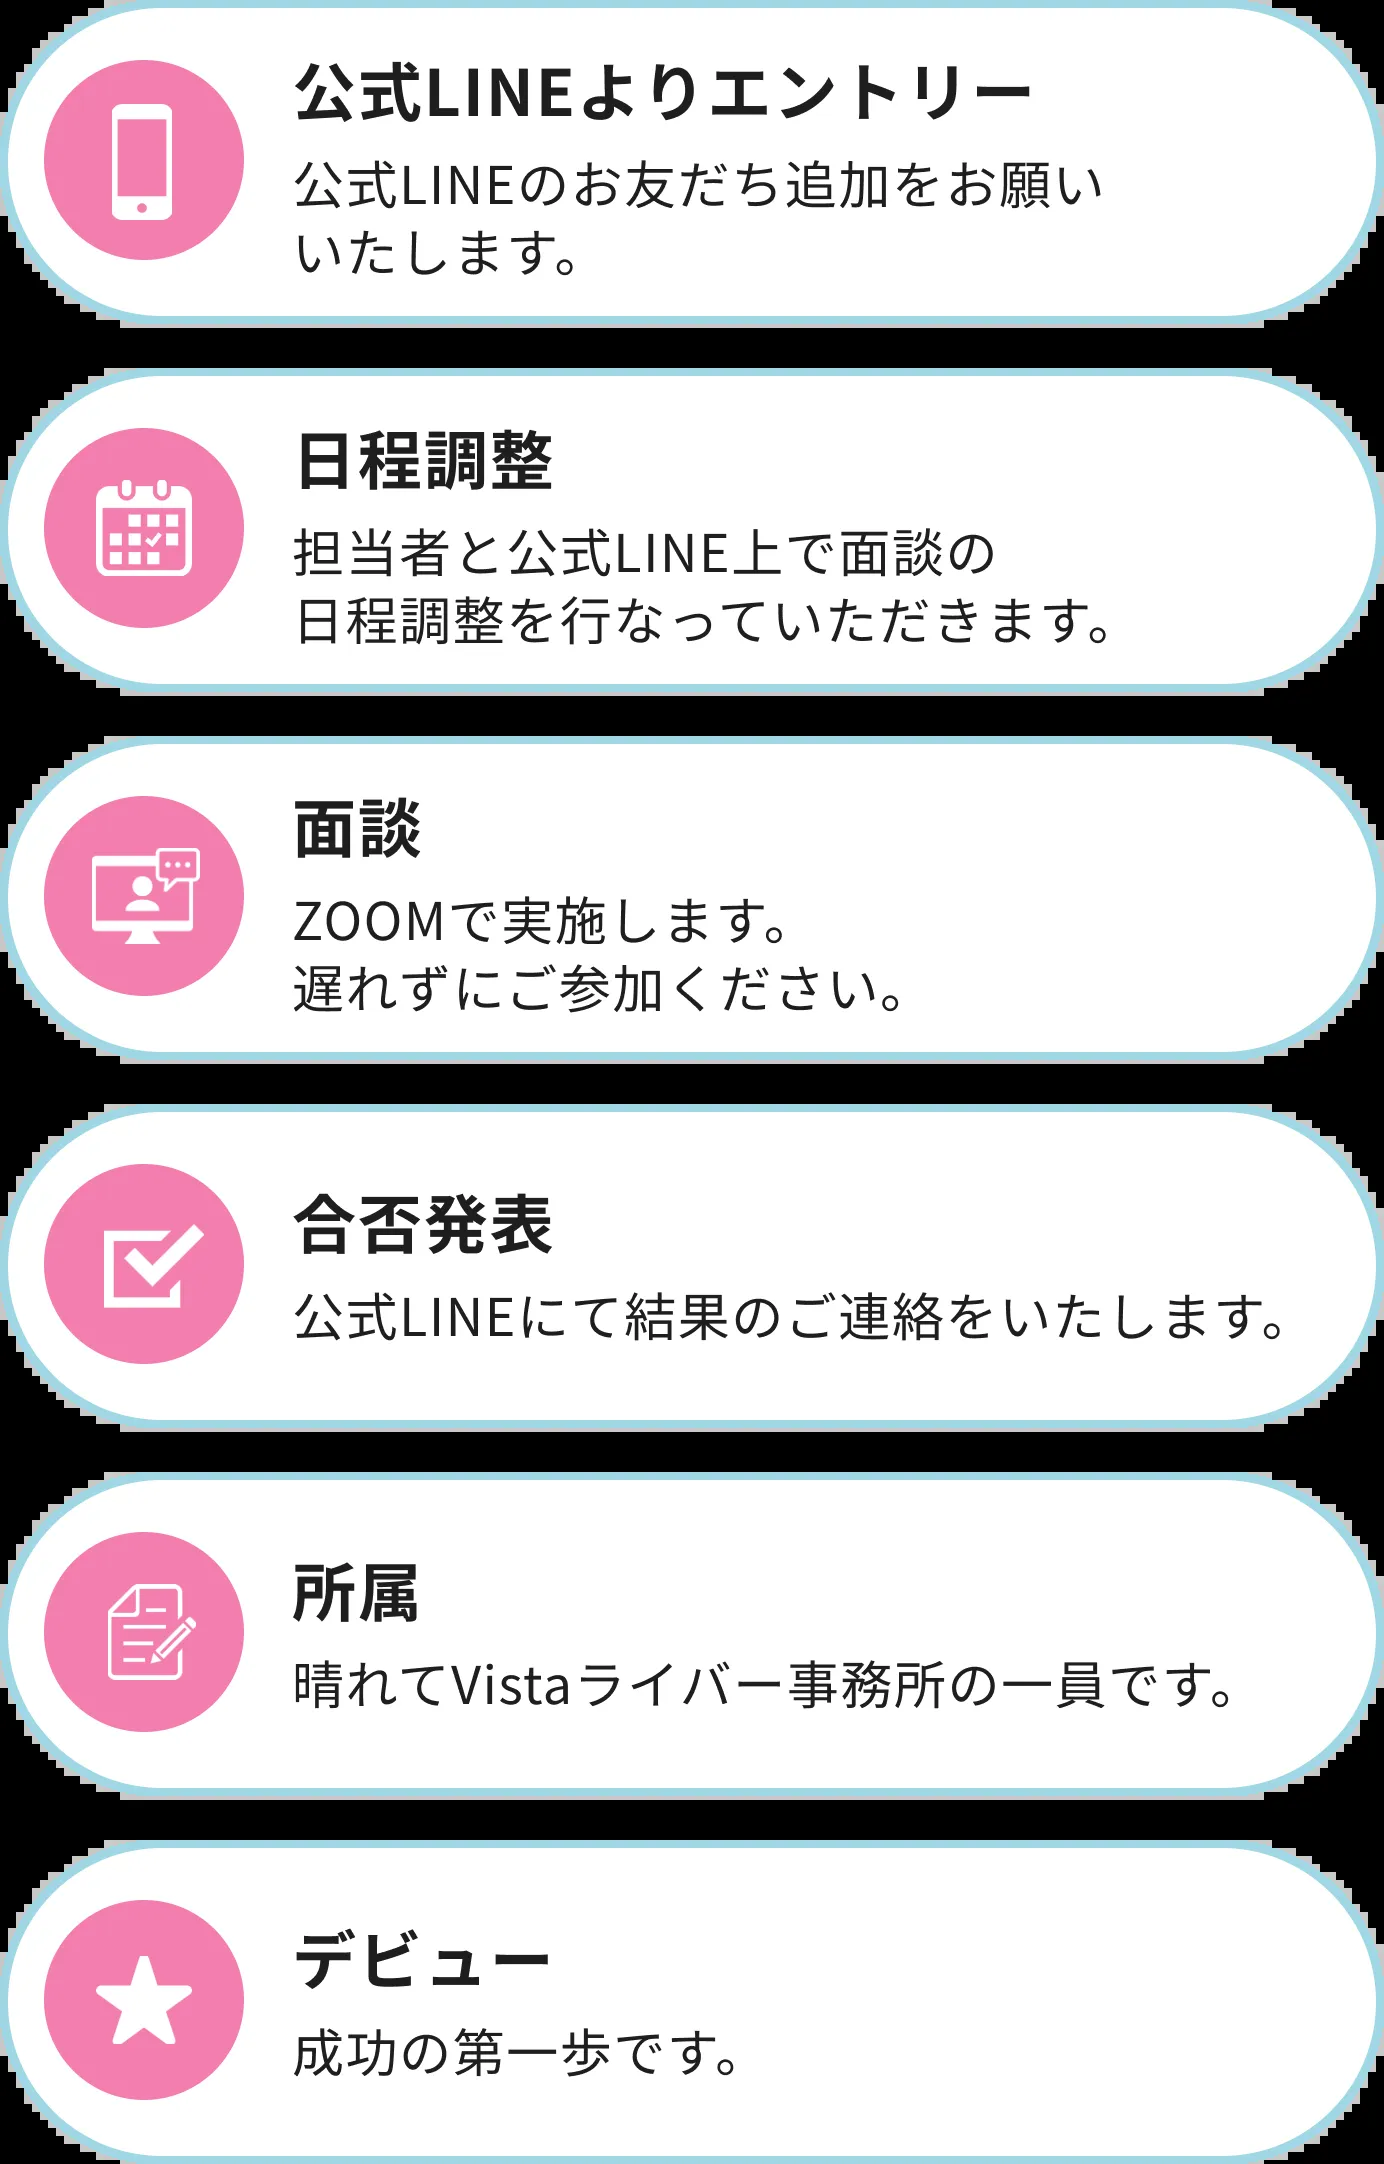 公式LINEよりエントリー
公式LINEのお友だち追加をお願い
いたします。
日程調整
担当者と公式LINE上で面談の
日程調整を行なっていただきます。
面談
ZOOMで実施します。
遅れずにご参加ください。
合否発表
公式LINEにて結果のご連絡をいたします。
所属
晴れてVistaライバー事務所の一員です。
デビュー
成功の第一歩です。